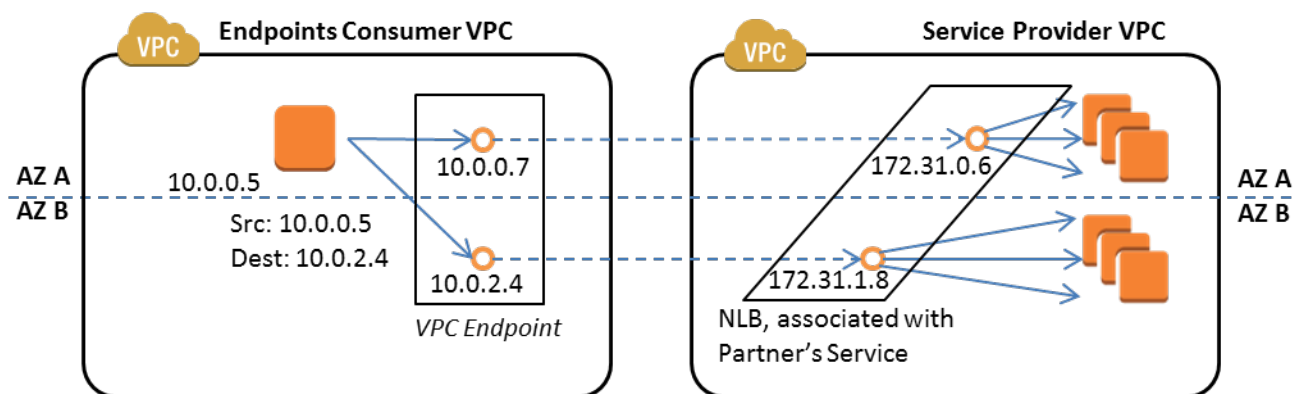 Endpoints Consumer VPC
Service Provider VPC
VPC
VPC
10.0.0.7
172.31.0.6
AZ A
10.0.0.5
AZ A
AZ B
AZ B
Src: 10.0.0.5
Dest: 10.0.2.4
10.0.2.4
172.31.1.8
VPC Endpoint
NLB, associated with
Partner’s Service